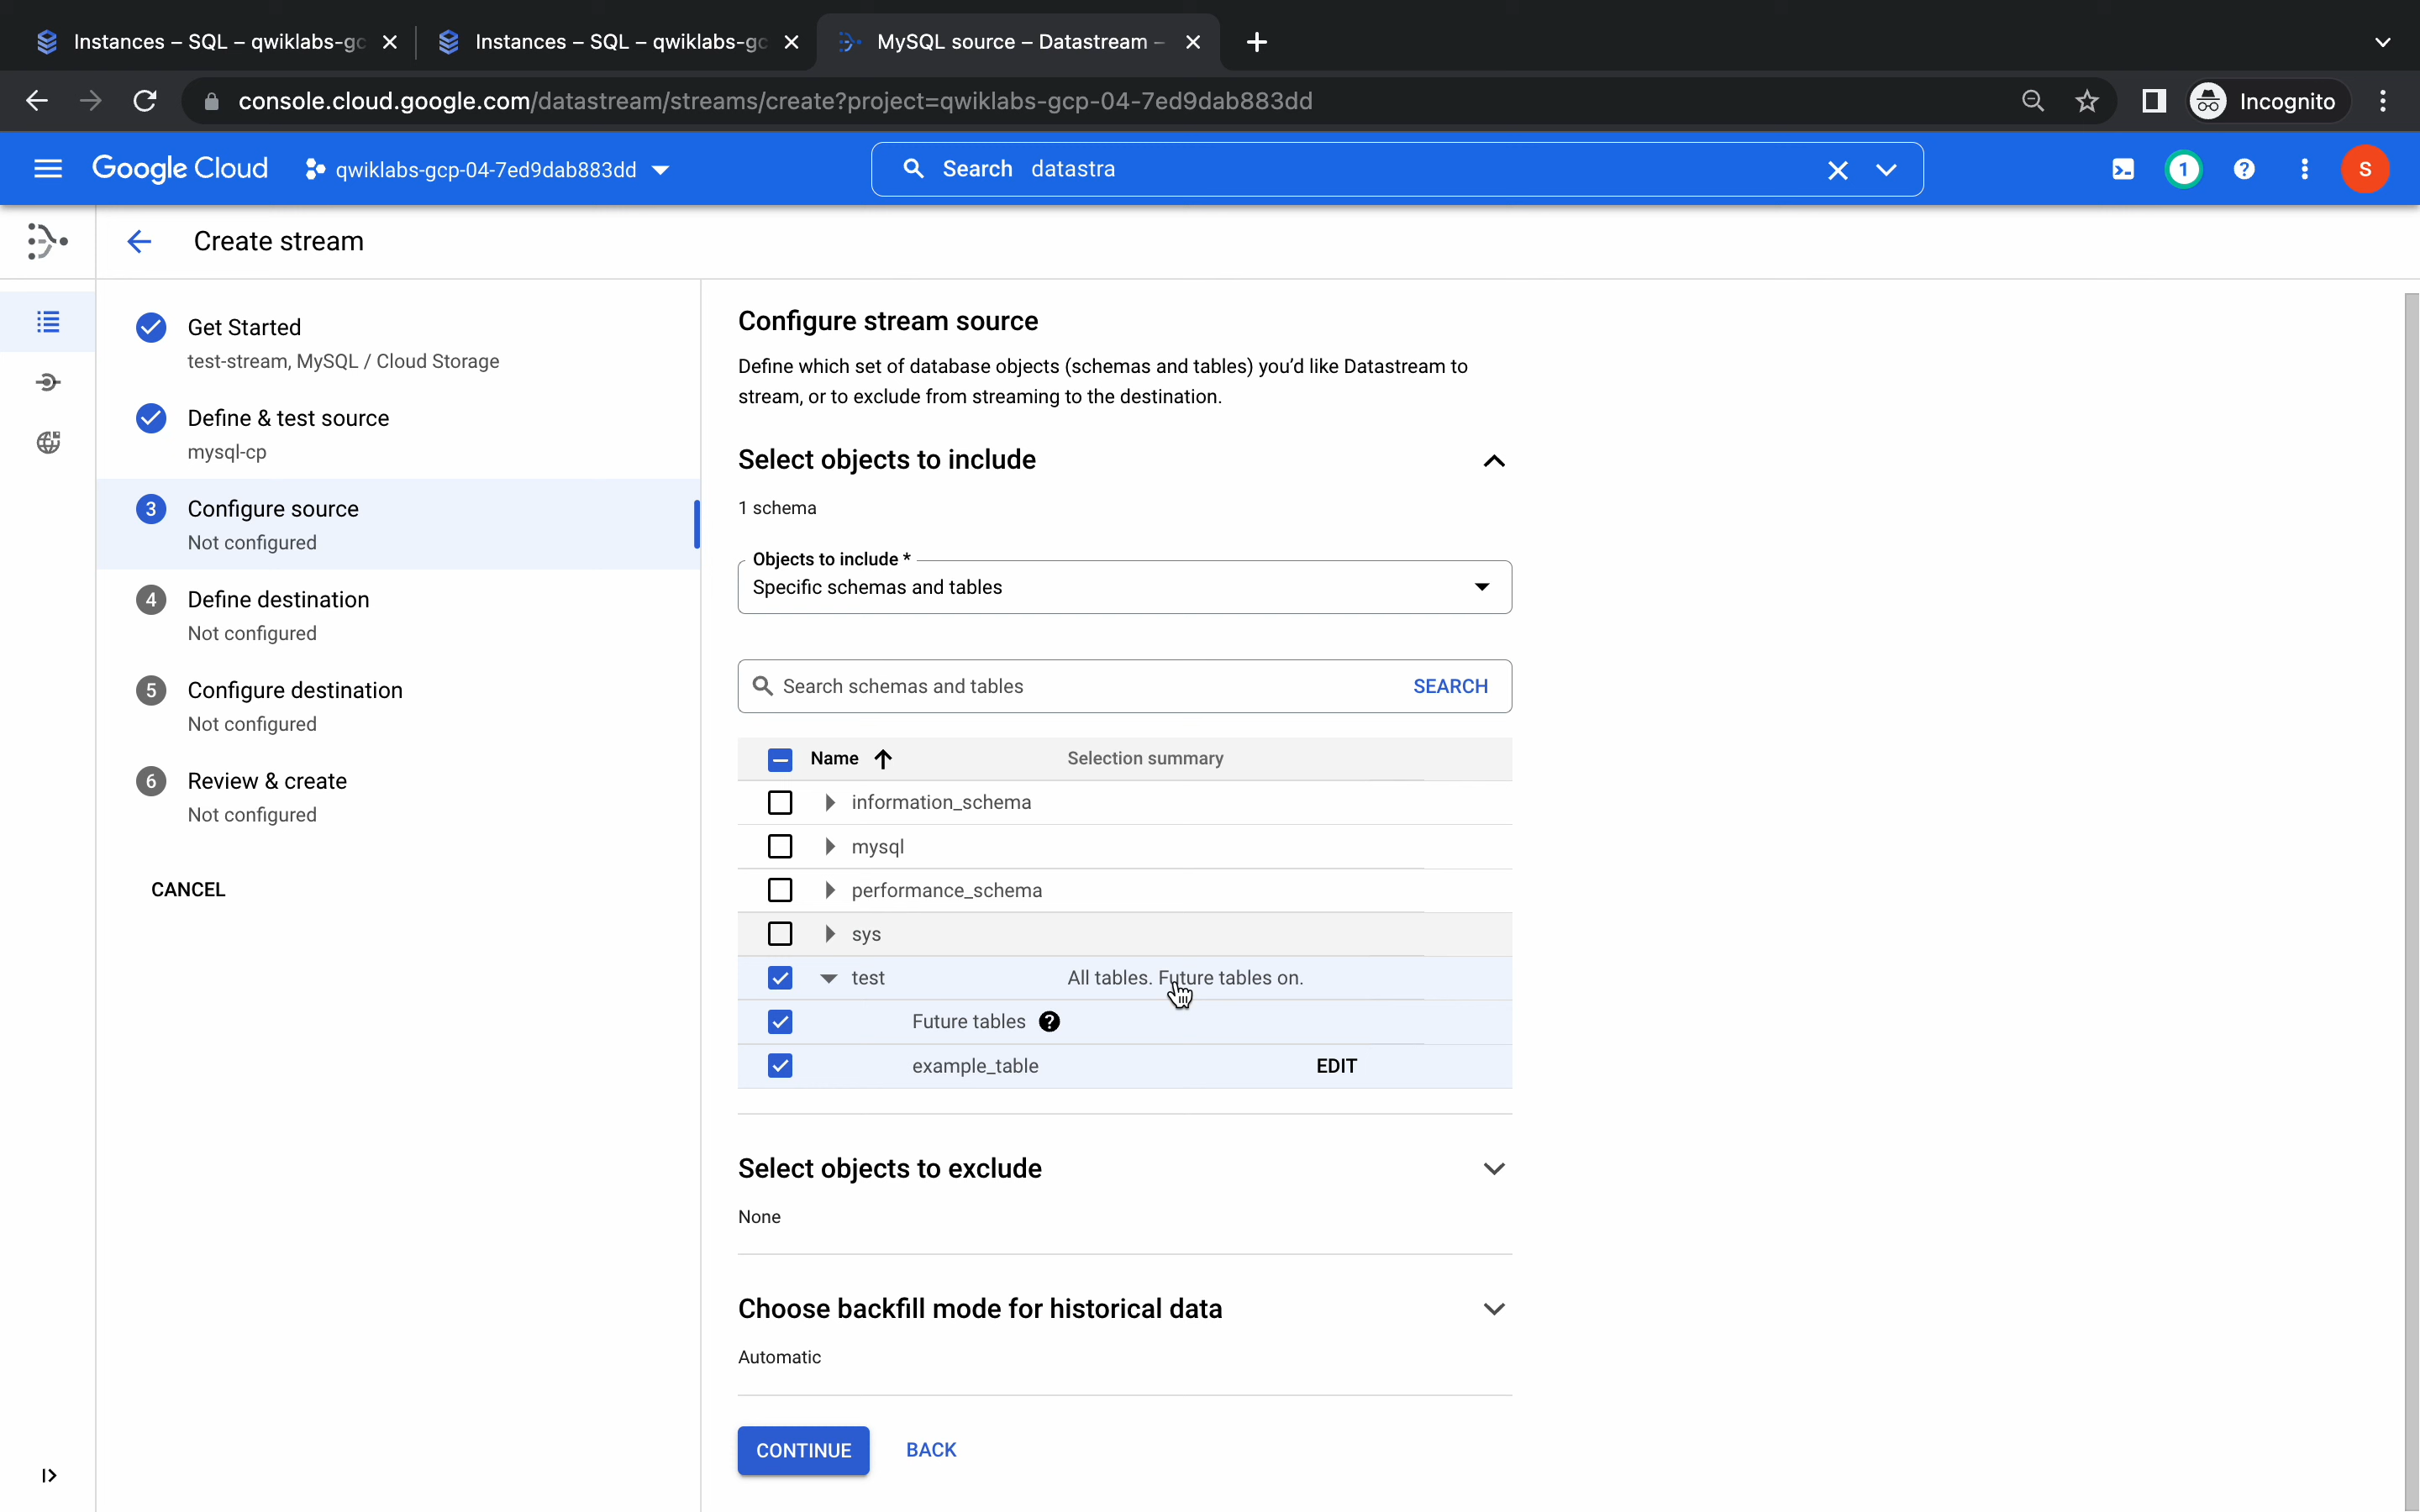 Instances – SQL – qwiklabs-gc
Instances – SQL – qwiklabs-gc
MySQL source – Datastream –
console.cloud.google.com/datastream/streams/create?project=qwiklabs-gcp-04-7ed9dab883dd
Incognito
Google Cloud
qwiklabs-gcp-04-7ed9dab883dd
Search datastra
1
S
Create stream
Get Started
test-stream, MySQL / Cloud Storage
Define & test source
mysql-cp
3 Configure source
Not configured
4 Define destination
Not configured
5 Configure destination
Not configured
6 Review & create
Not configured
CANCEL
Configure stream source
Define which set of database objects (schemas and tables) you’d like Datastream to
stream, or to exclude from streaming to the destination.
Select objects to include
1 schema
Objects to include *
Specific schemas and tables
Search schemas and tables SEARCH
Name Selection summary
information_schema
mysql
performance_schema
sys
test All tables. Future tables on.
Future tables
example_table EDIT
Select objects to exclude
None
Choose backfill mode for historical data
Automatic
CONTINUE BACK